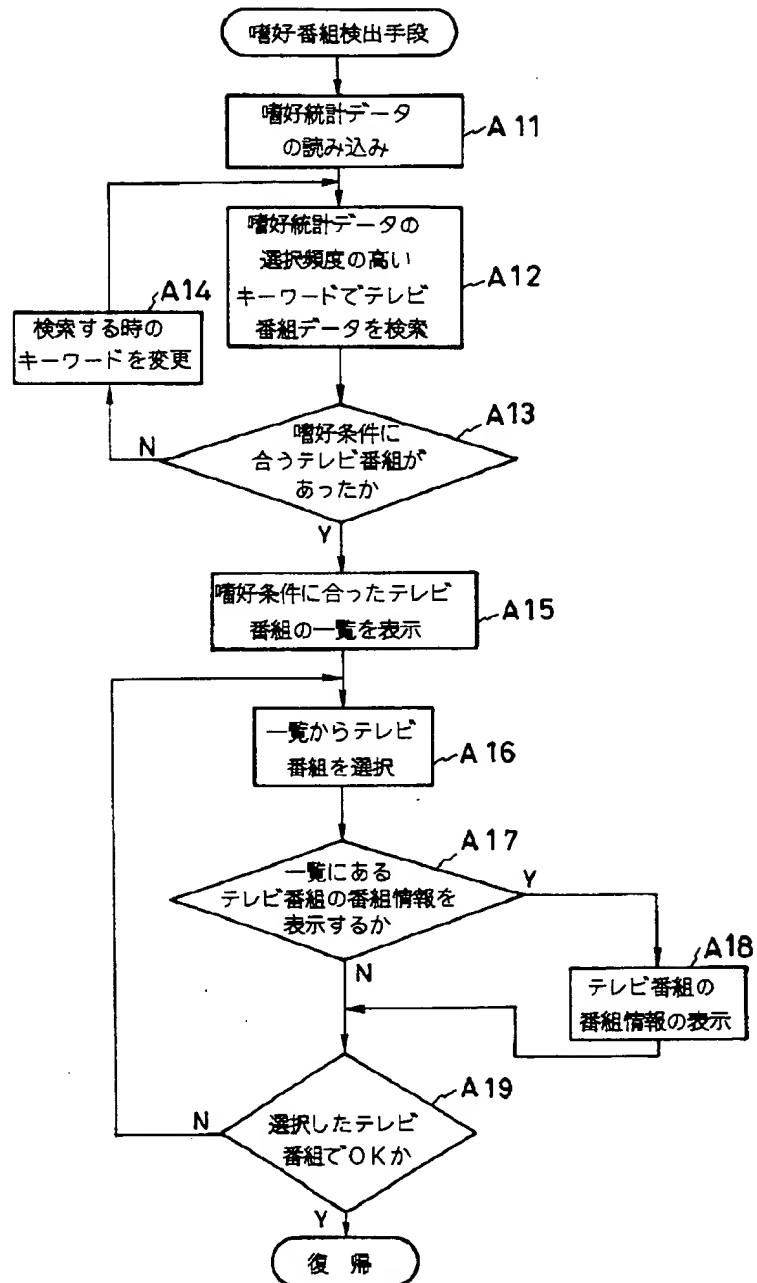 嗜好番組検出手段
嗜好統計データ
の読み込み
A11
嗜好統計データの
選択頻度の高い
キーワードでテレビ
番組データを検索
A12
A14
検索する時の
キーワードを変更
A13
嗜好条件に
合うテレビ番組が
あったか
N
Y
嗜好条件に合ったテレビ
番組の一覧を表示
A15
一覧からテレビ
番組を選択
A16
A17
一覧にある
テレビ番組の番組情報を
表示するか
Y
N
A18
テレビ番組の
番組情報の表示
A19
選択したテレビ
番組でOKか
N
Y
復帰